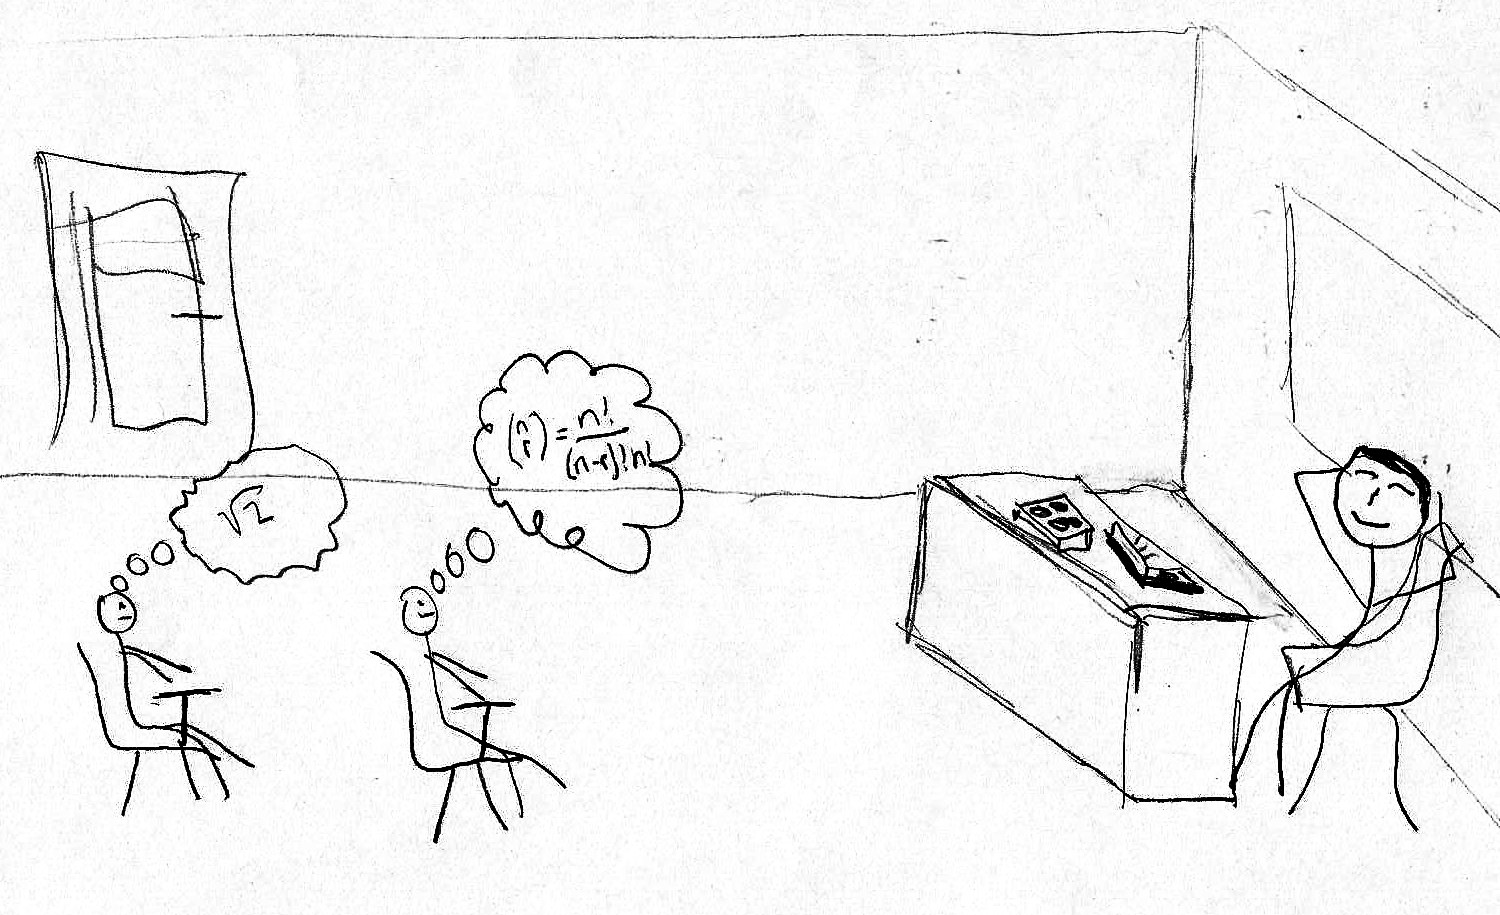 √2
(n r) = n! / (n-r)! n!